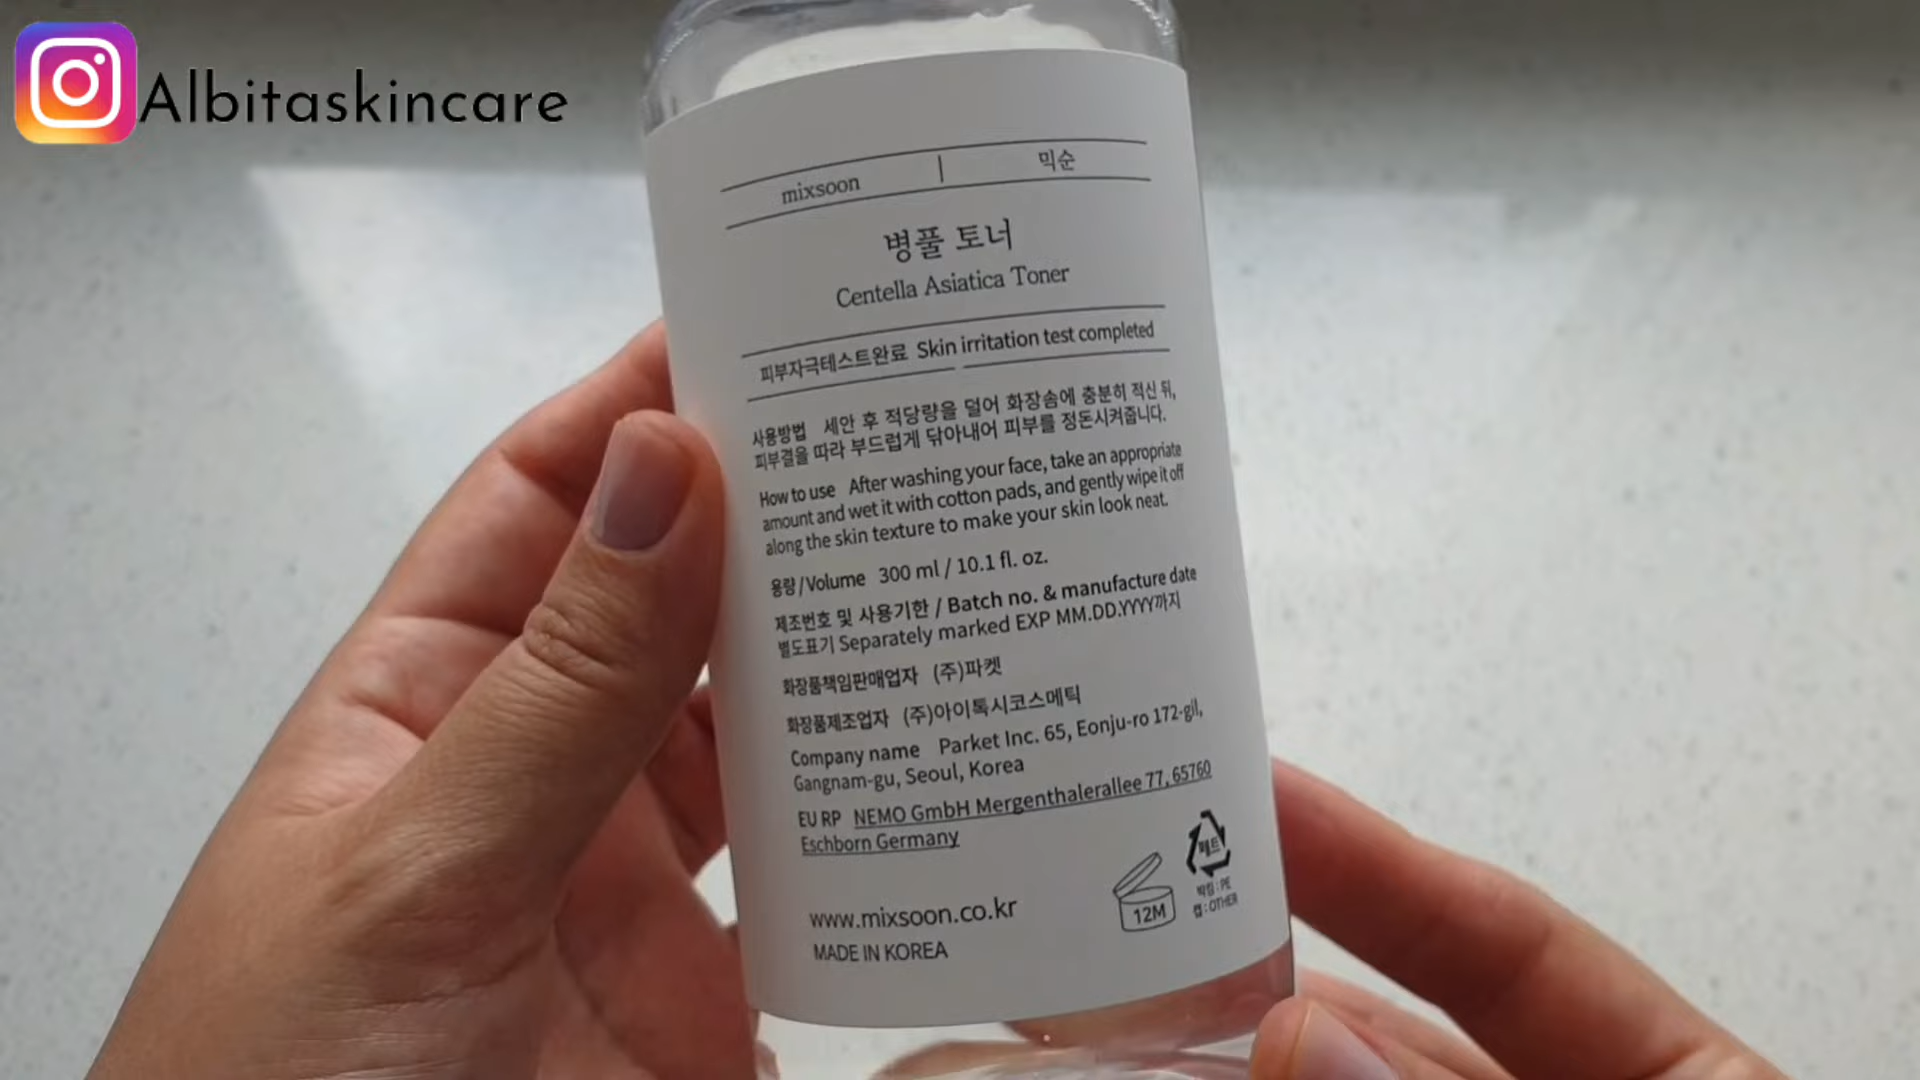 Albitaskincare
mixsoon | 믹순
병풀 토너
Centella Asiatica Toner
피부자극테스트완료 Skin irritation test completed
사용방법 세안 후 적당량을 덜어 화장솜에 충분히 적신 뒤,
피부결을 따라 부드럽게 닦아내어 피부를 정돈시켜줍니다.
How to use After washing your face, take an appropriate
amount and wet it with cotton pads, and gently wipe it off
along the skin texture to make your skin look neat.
용량/Volume 300 ml / 10.1 fl. oz.
제조번호 및 사용기한 / Batch no. & manufacture date
별도표기 Separately marked EXP MM.DD.YYYY까지
화장품책임판매업자 (주)파켓
화장품제조업자 (주)아이톡시코스메틱
Company name Parket Inc. 65, Eonju-ro 172-gil,
Gangnam-gu, Seoul, Korea
EU RP NEMO GmbH Mergenthalerallee 77, 65760
Eschborn Germany
페트
박킹 : PE
캡 : OTHER
12M
www.mixsoon.co.kr
MADE IN KOREA